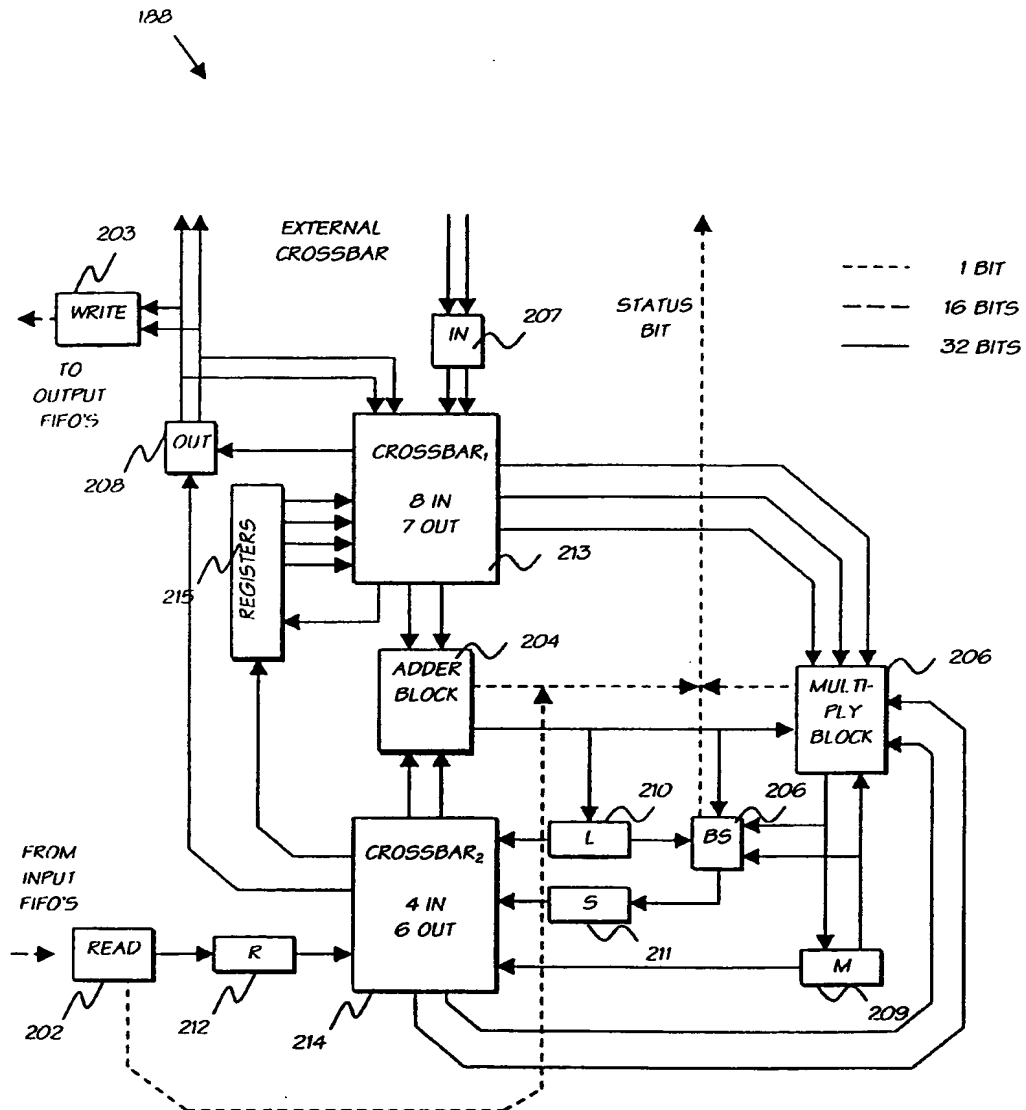 188
EXTERNAL
CROSSBAR
203
WRITE
TO
OUTPUT
FIFO'S
IN
207
STATUS
BIT
1 BIT
16 BITS
32 BITS
OUT
208
CROSSBAR1
8 IN
7 OUT
213
REGISTERS
215
ADDER
BLOCK
204
MULTI-
PLY
BLOCK
206
210
L
206
BS
CROSSBAR2
4 IN
6 OUT
S
211
FROM
INPUT
FIFO'S
READ
202
R
212
214
M
209